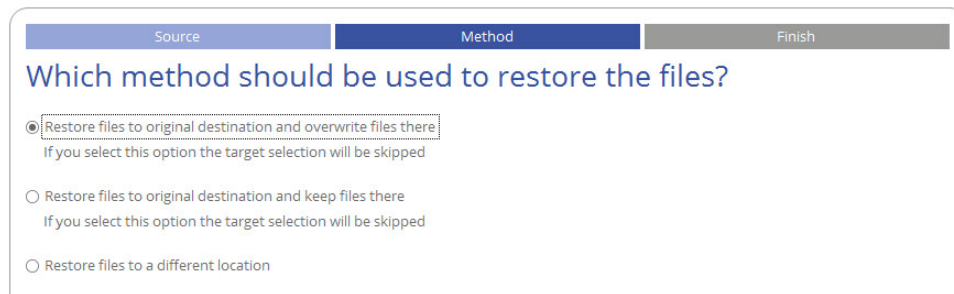 Source Method Finish
Which method should be used to restore the files?
Restore files to original destination and overwrite files there
If you select this option the target selection will be skipped
Restore files to original destination and keep files there
If you select this option the target selection will be skipped
Restore files to a different location